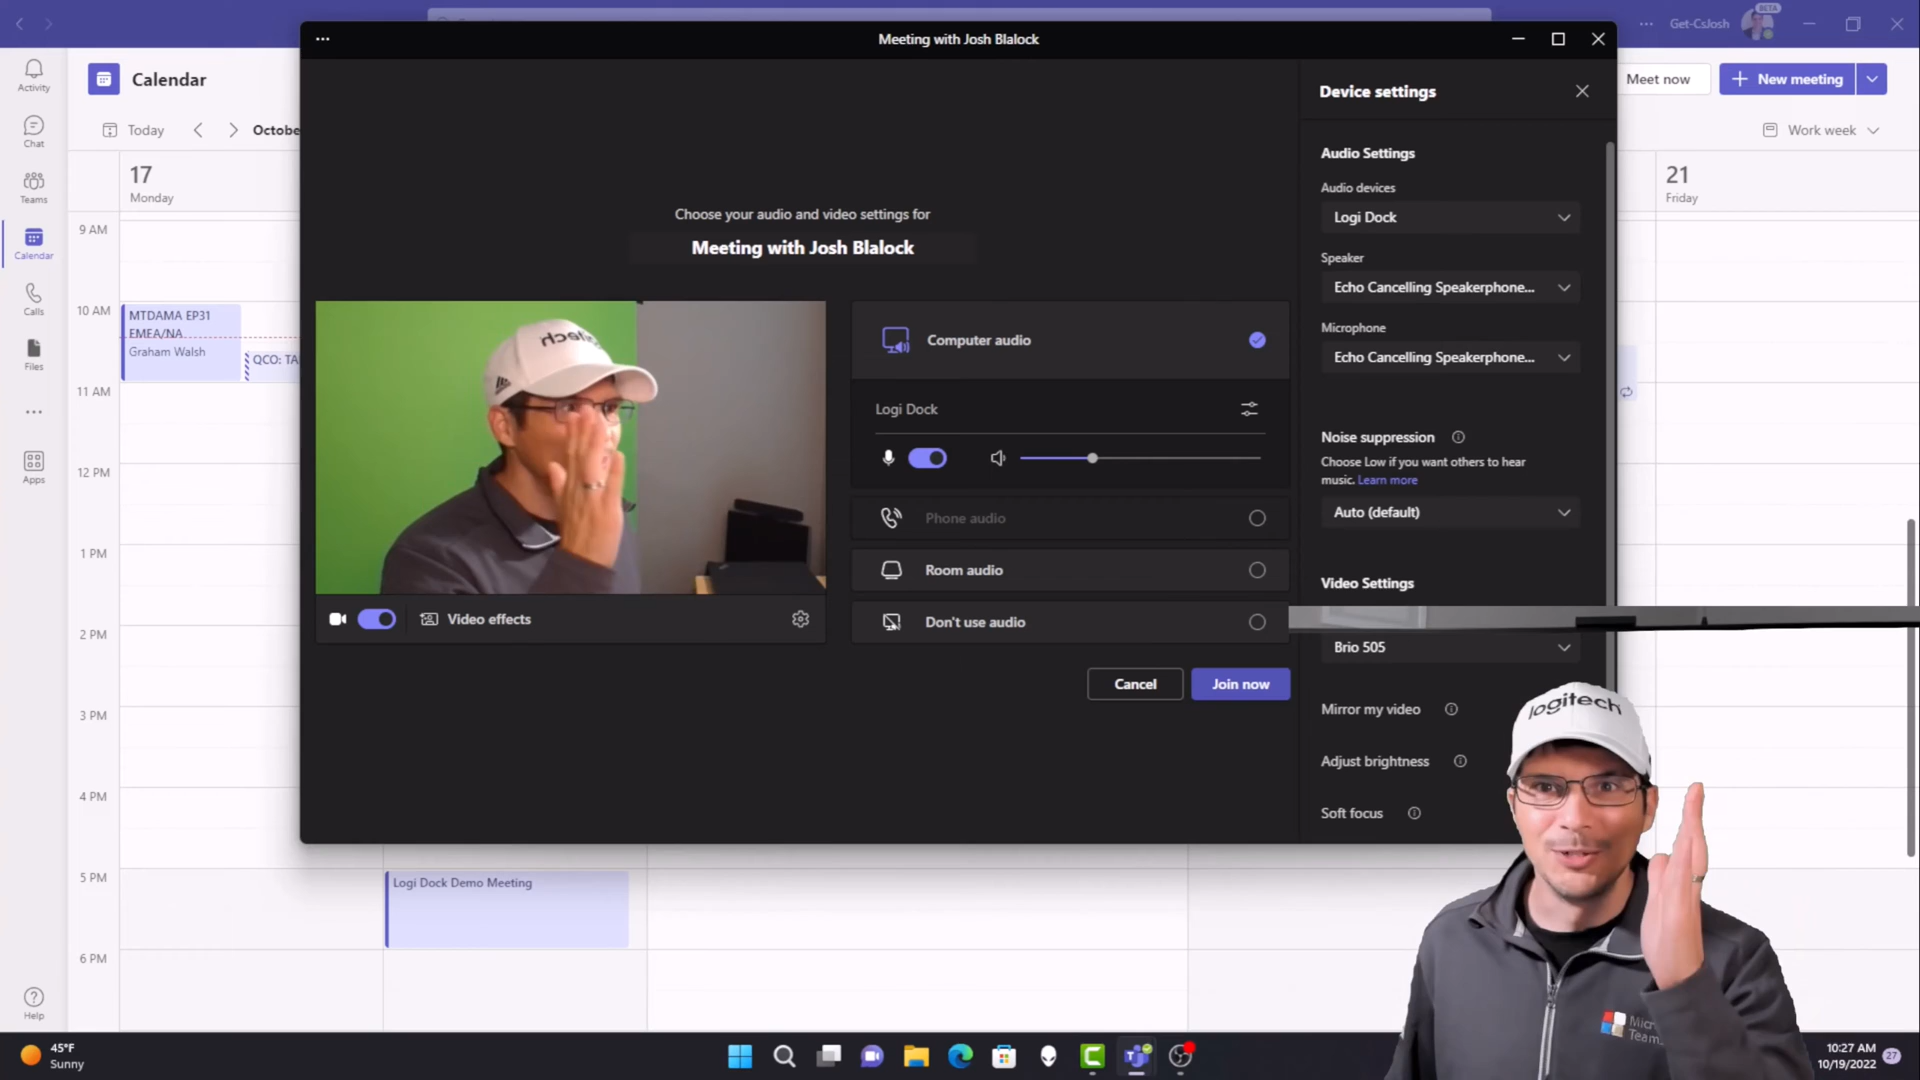 Meeting with Josh Blalock
Get-CsJosh
BETA
Activity
Chat
Teams
Calendar
Calls
Files
Apps
Help
Calendar
Meet now
New meeting
Today
Octobe
Work week
17
Monday
21
Friday
9 AM
10 AM
11 AM
12 PM
1 PM
2 PM
3 PM
4 PM
5 PM
6 PM
MTDAMA EP31
EMEA/NA
Graham Walsh
QCO: TA
Logi Dock Demo Meeting
Choose your audio and video settings for
Meeting with Josh Blalock
Video effects
Computer audio
Logi Dock
Phone audio
Room audio
Don't use audio
Cancel
Join now
Device settings
Audio Settings
Audio devices
Logi Dock
Speaker
Echo Cancelling Speakerphone...
Microphone
Echo Cancelling Speakerphone...
Noise suppression
Choose Low if you want others to hear
music. Learn more
Auto (default)
Video Settings
Brio 505
Mirror my video
Adjust brightness
Soft focus
logitech
logitech
Micr
Team
45°F
Sunny
10:27 AM
10/19/2022
27